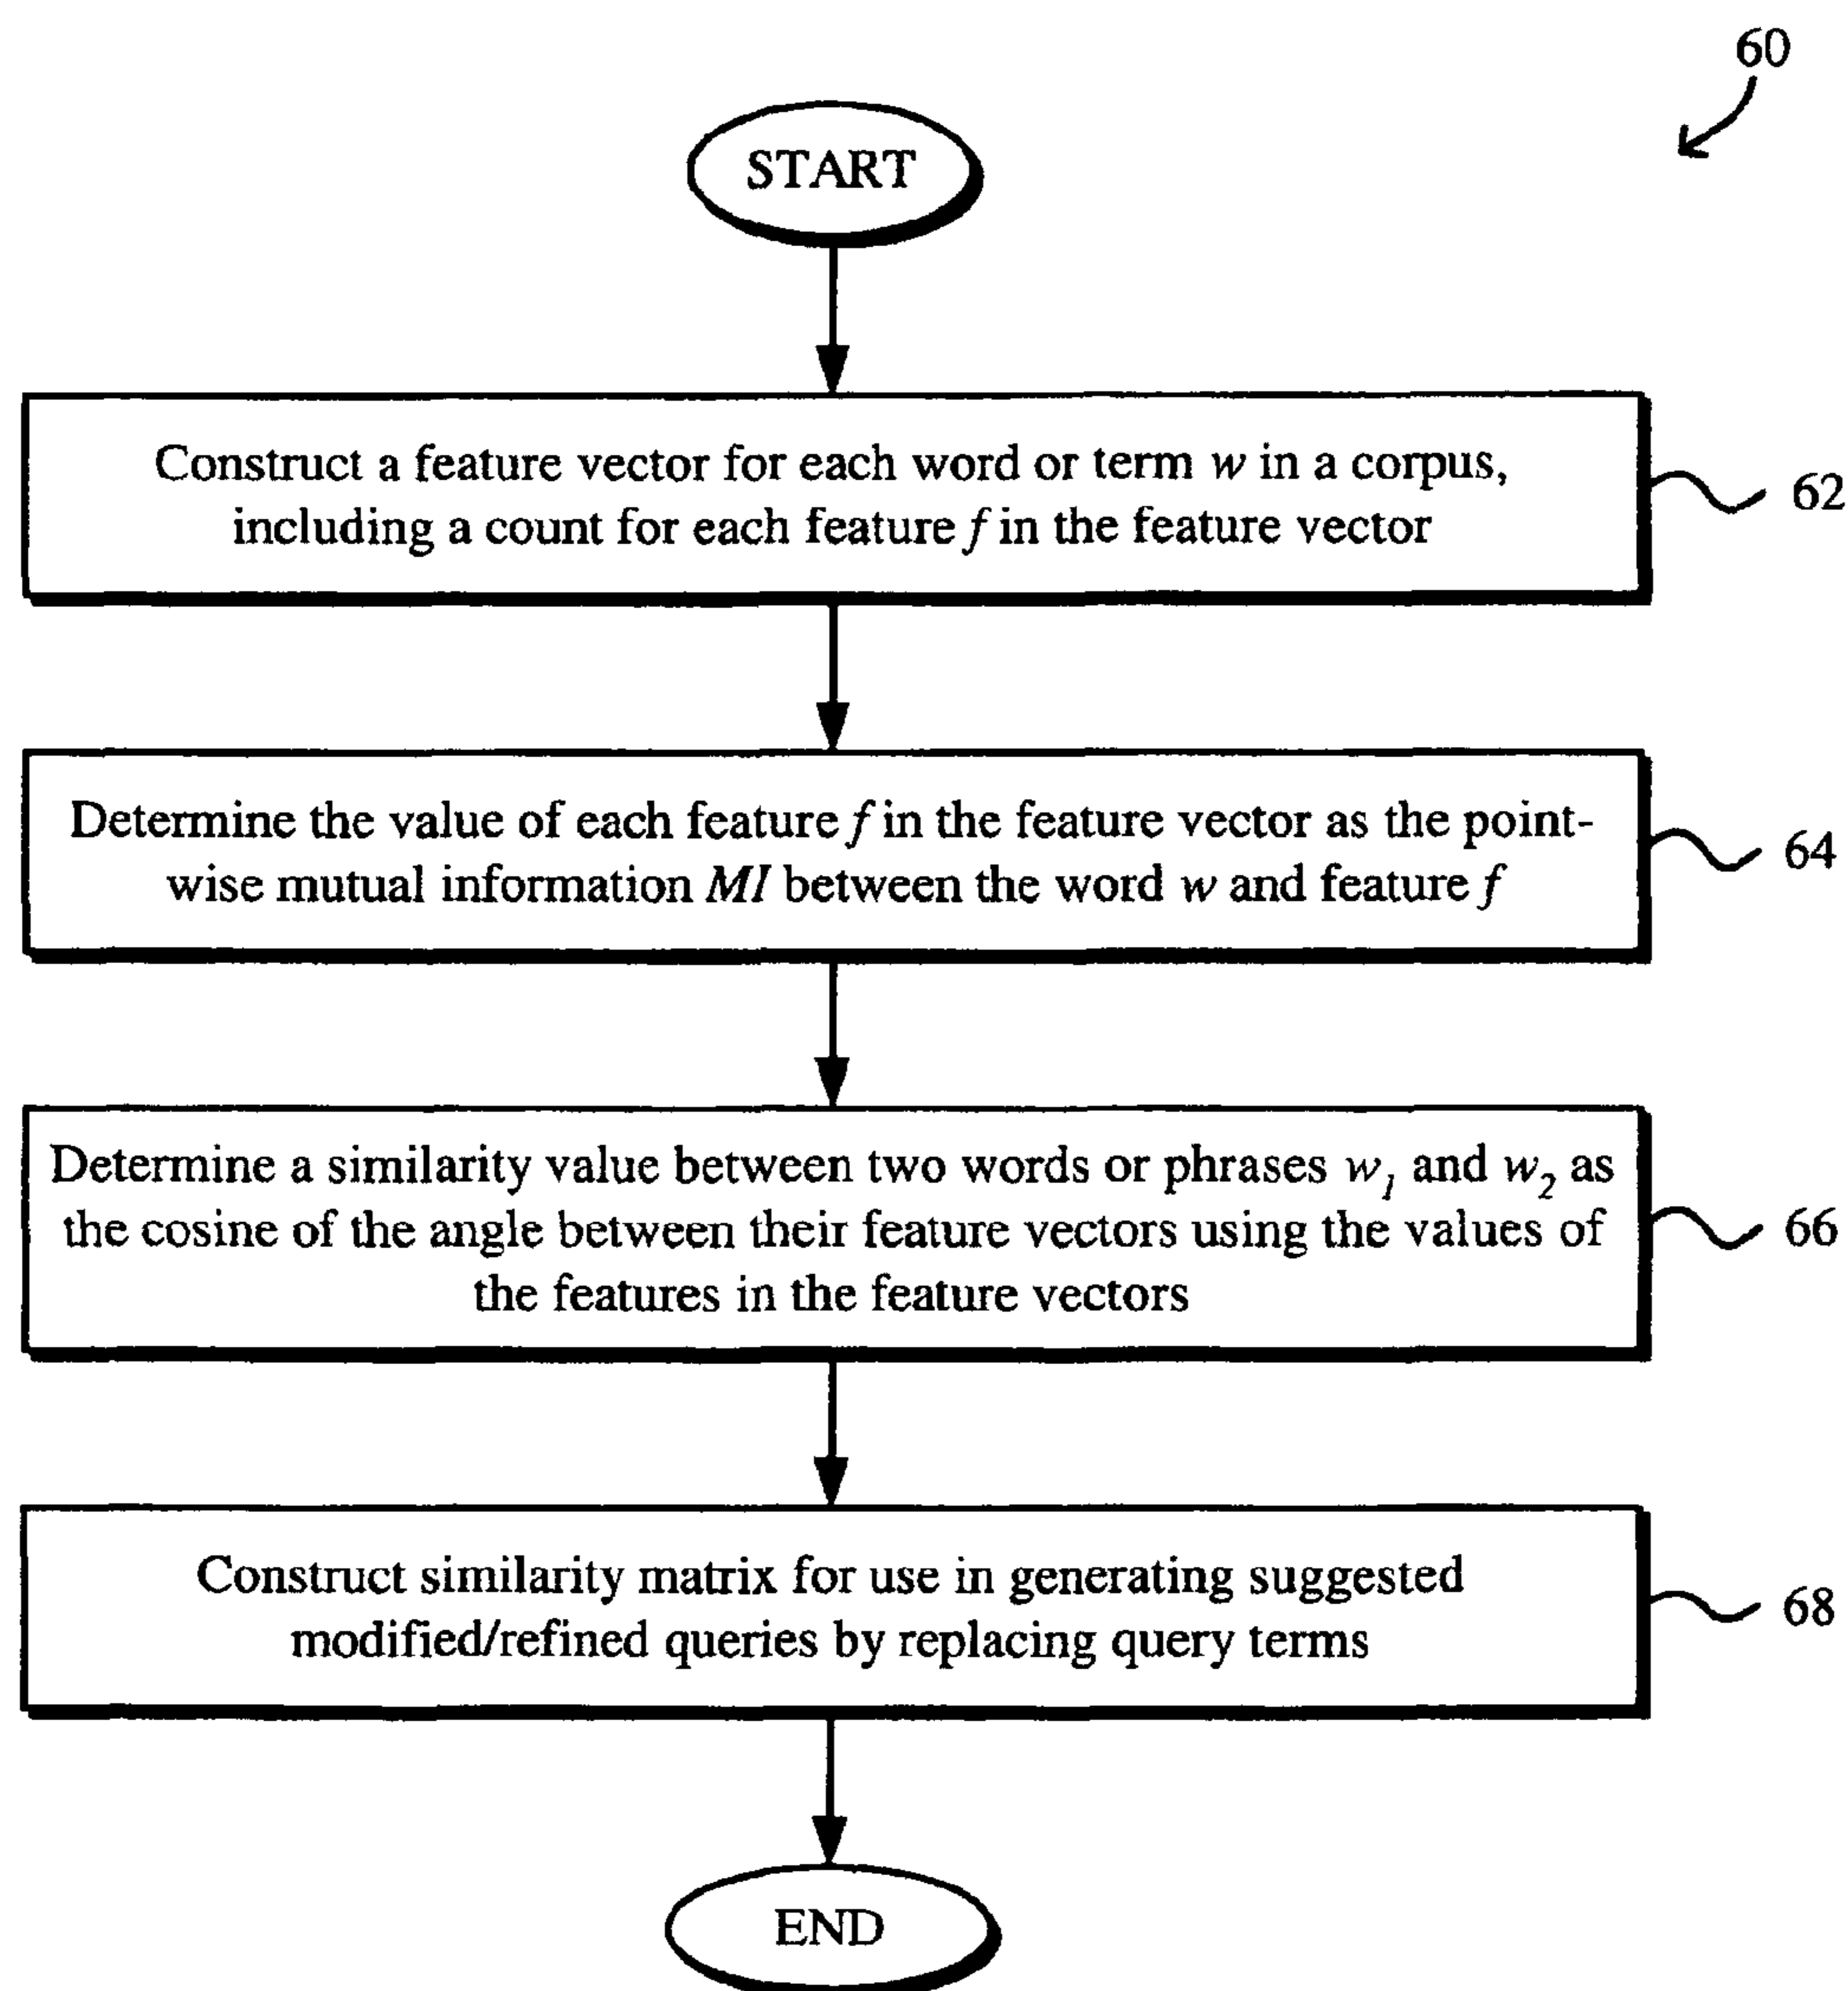 60
START
Construct a feature vector for each word or term w in a corpus,
including a count for each feature f in the feature vector
62
Determine the value of each feature f in the feature vector as the point-
wise mutual information MI between the word w and feature f
64
Determine a similarity value between two words or phrases w1 and w2 as
the cosine of the angle between their feature vectors using the values of
the features in the feature vectors
66
Construct similarity matrix for use in generating suggested
modified/refined queries by replacing query terms
68
END